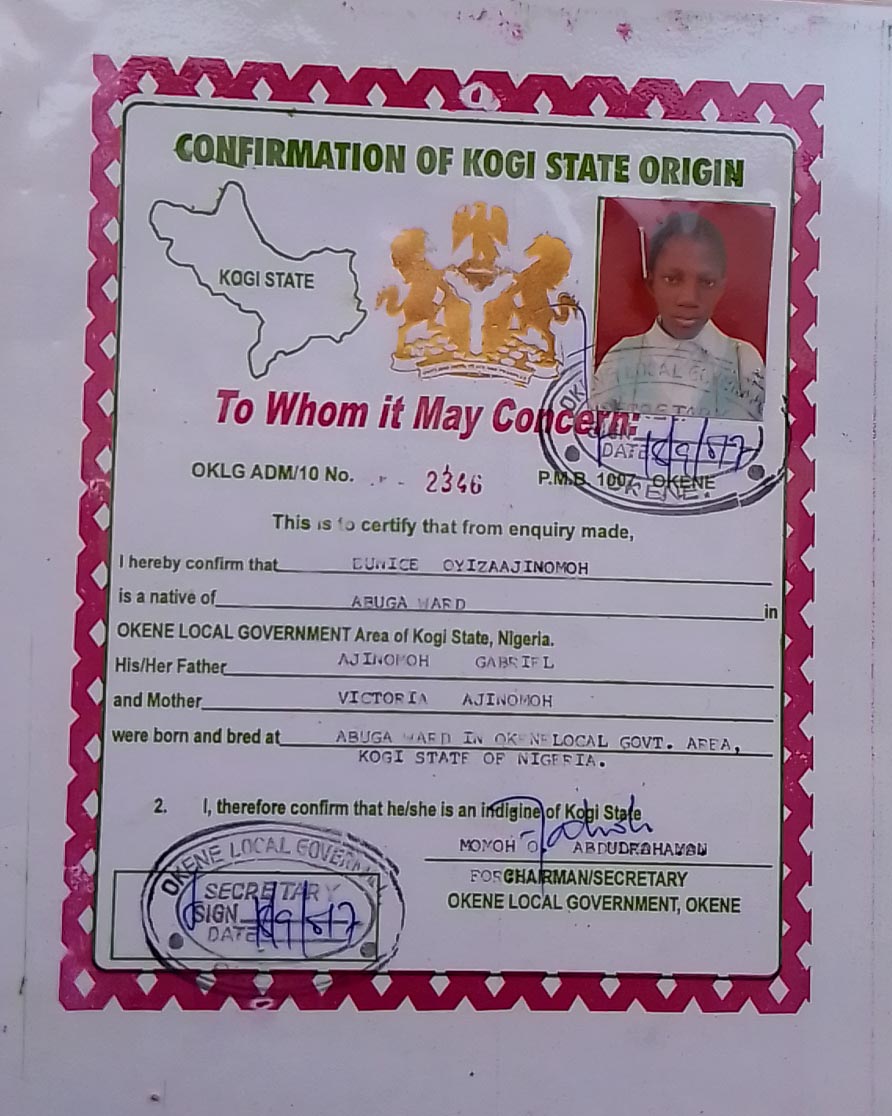 CONFIRMATION OF KOGI STATE ORIGIN
KOGI STATE
To Whom it May Concern:
OKLG ADM/10 No. 2346 P.M.B. 1007, OKENE
OKENE.
SIGN
DATE
This is to certify that from enquiry made,
I hereby confirm that EUNICE OYIZAAJINOMOH
is a native of ABUGA WARD in
OKENE LOCAL GOVERNMENT Area of Kogi State, Nigeria.
His/Her Father AJINOMOH GABRIEL
and Mother VICTORIA AJINOMOH
were born and bred at ABUGA WARD IN OKENE LOCAL GOVT. AREA,
KOGI STATE OF NIGERIA.
2. I, therefore confirm that he/she is an indigine of Kogi State
MOMOH O.
FOR CHAIRMAN/SECRETARY
OKENE LOCAL GOVERNMENT, OKENE
OKENE LOCAL
SECRETARY
SIGN
DATE